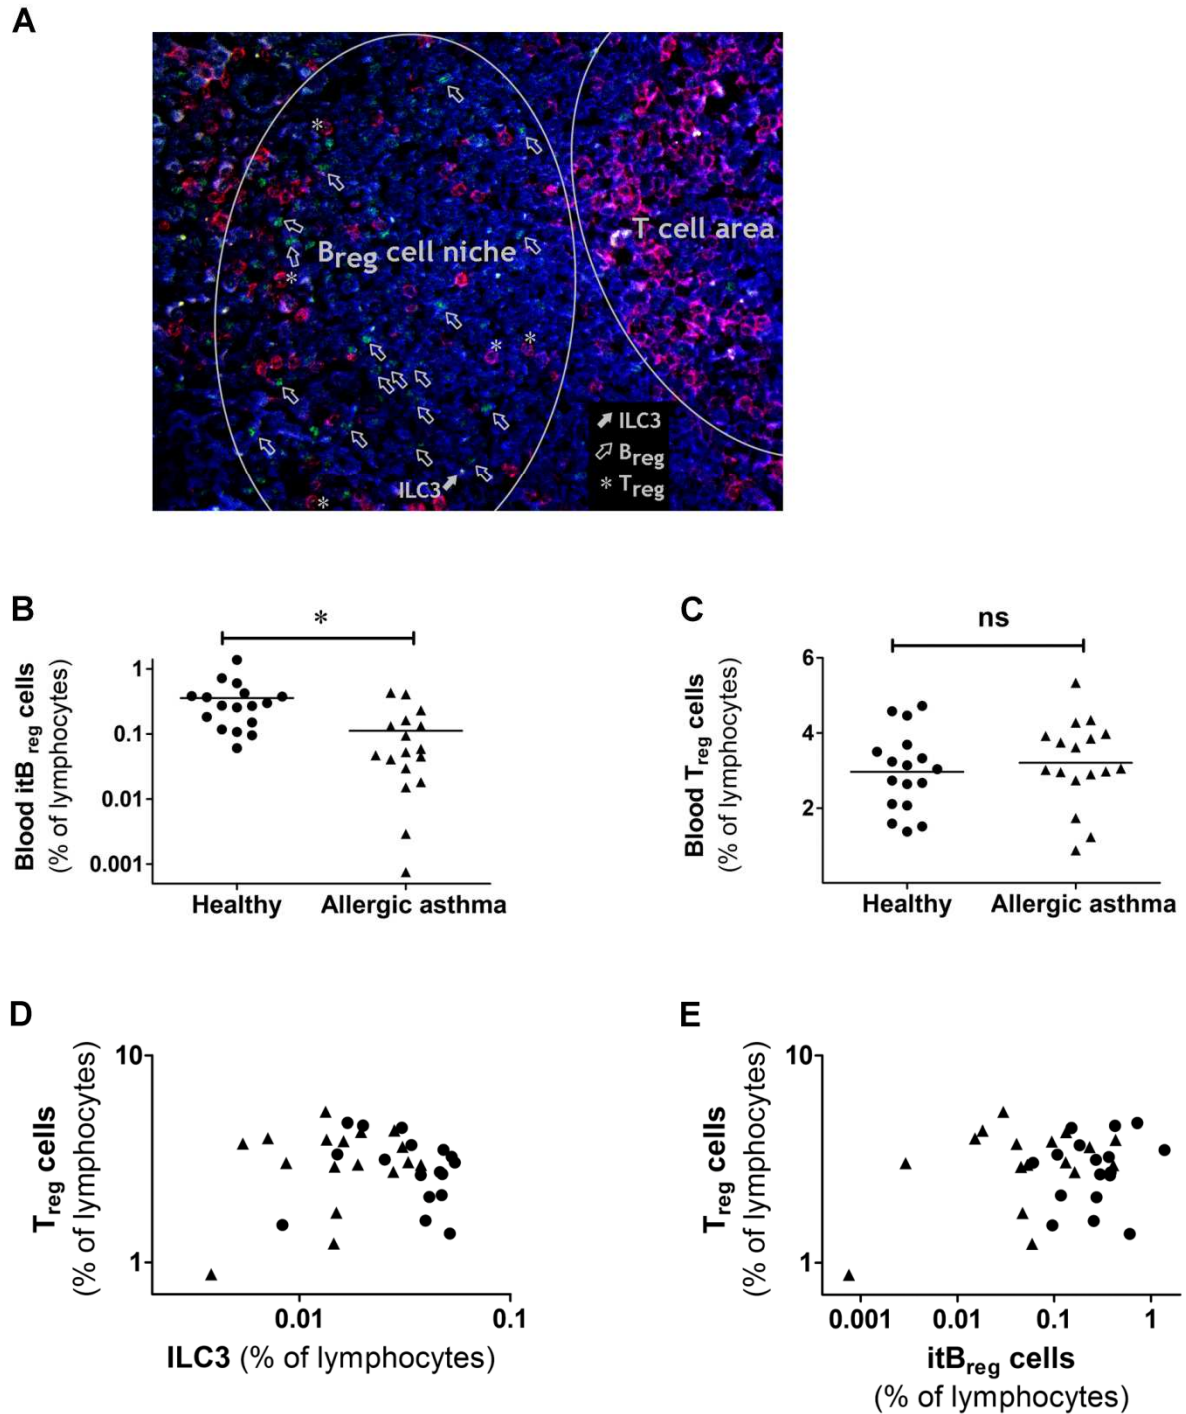 A
Breg cell niche
T cell area
ILC3
ILC3
Breg
* Treg
B
*
Blood itB reg cells
(% of lymphocytes)
1
0.1
0.01
0.001
Healthy
Allergic asthma
C
ns
Blood Treg cells
(% of lymphocytes)
6
4
2
Healthy
Allergic asthma
D
Treg cells
(% of lymphocytes)
10
1
0.01
0.1
ILC3 (% of lymphocytes)
E
Treg cells
(% of lymphocytes)
10
1
0.001
0.01
0.1
1
itBreg cells
(% of lymphocytes)